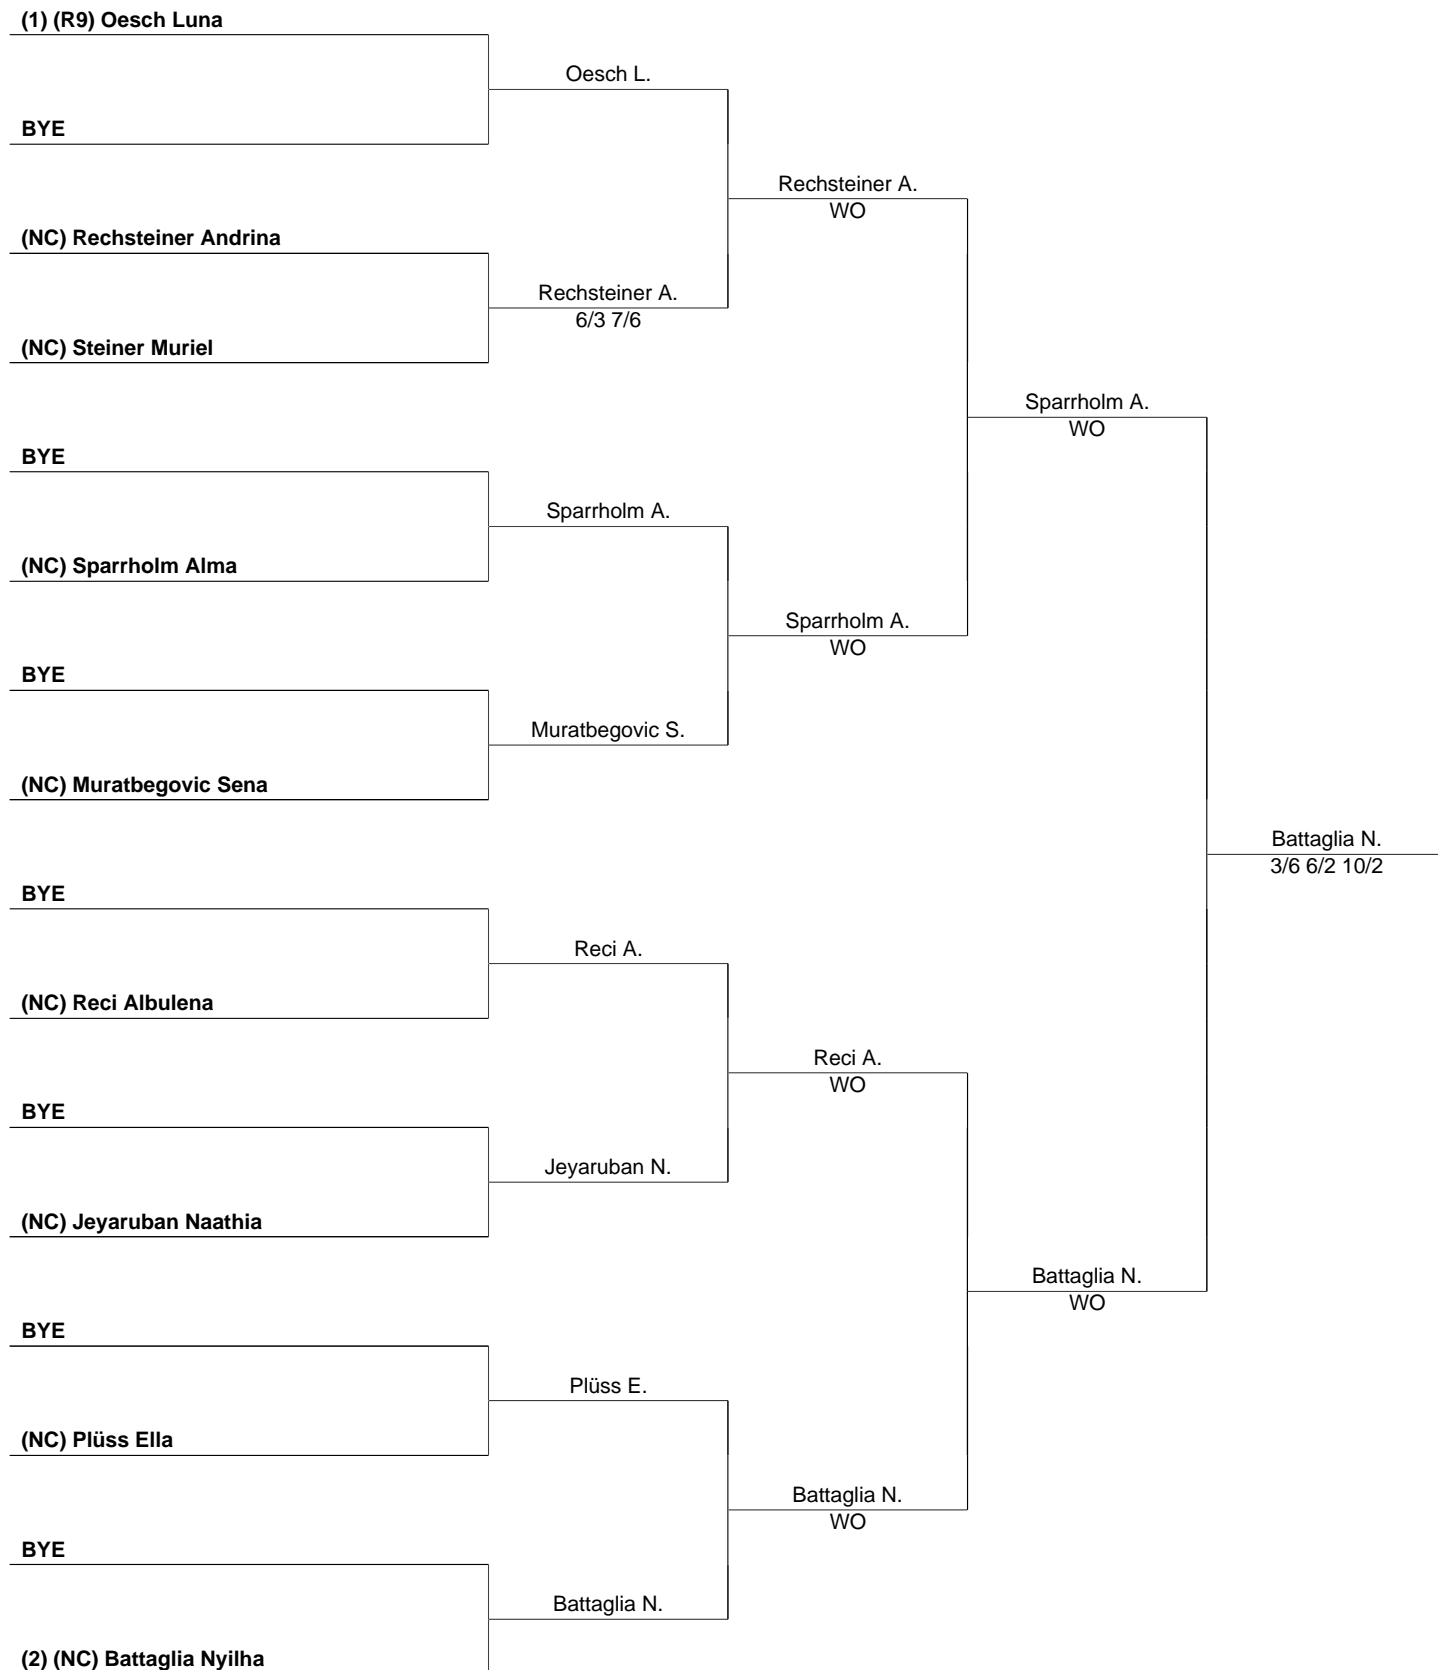 (1) (R9) Oesch Luna
Oesch L.
BYE
Rechsteiner A.
WO
(NC) Rechsteiner Andrina
Rechsteiner A.
6/3 7/6
(NC) Steiner Muriel
Sparrholm A.
WO
BYE
Sparrholm A.
(NC) Sparrholm Alma
Sparrholm A.
WO
BYE
Muratbegovic S.
(NC) Muratbegovic Sena
Battaglia N.
3/6 6/2 10/2
BYE
Reci A.
(NC) Reci Albulena
Reci A.
WO
BYE
Jeyaruban N.
(NC) Jeyaruban Naathia
Battaglia N.
WO
BYE
Plüss E.
(NC) Plüss Ella
Battaglia N.
WO
BYE
Battaglia N.
(2) (NC) Battaglia Nyilha